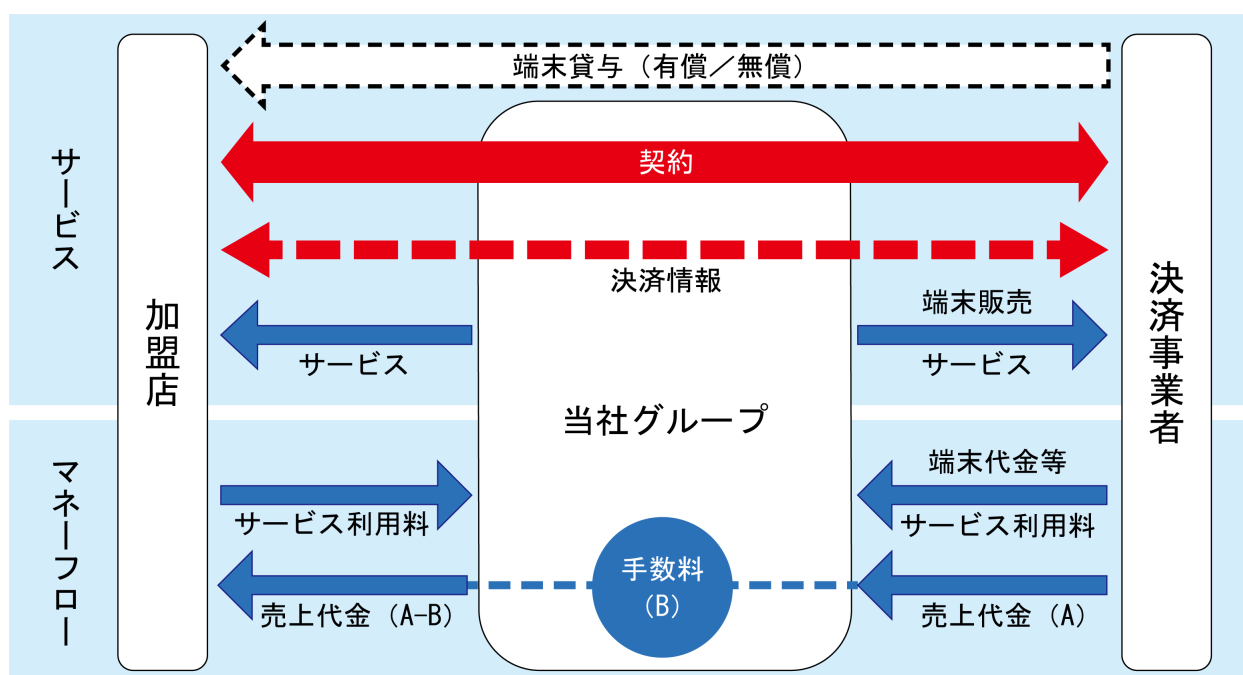 端末貸与（有償／無償）
サービス
契約
決済情報
端末販売
サービス
サービス
加盟店
当社グループ
決済事業者
マネーフロー
端末代金等
サービス利用料
サービス利用料
手数料
（B）
売上代金（A-B）
売上代金（A）